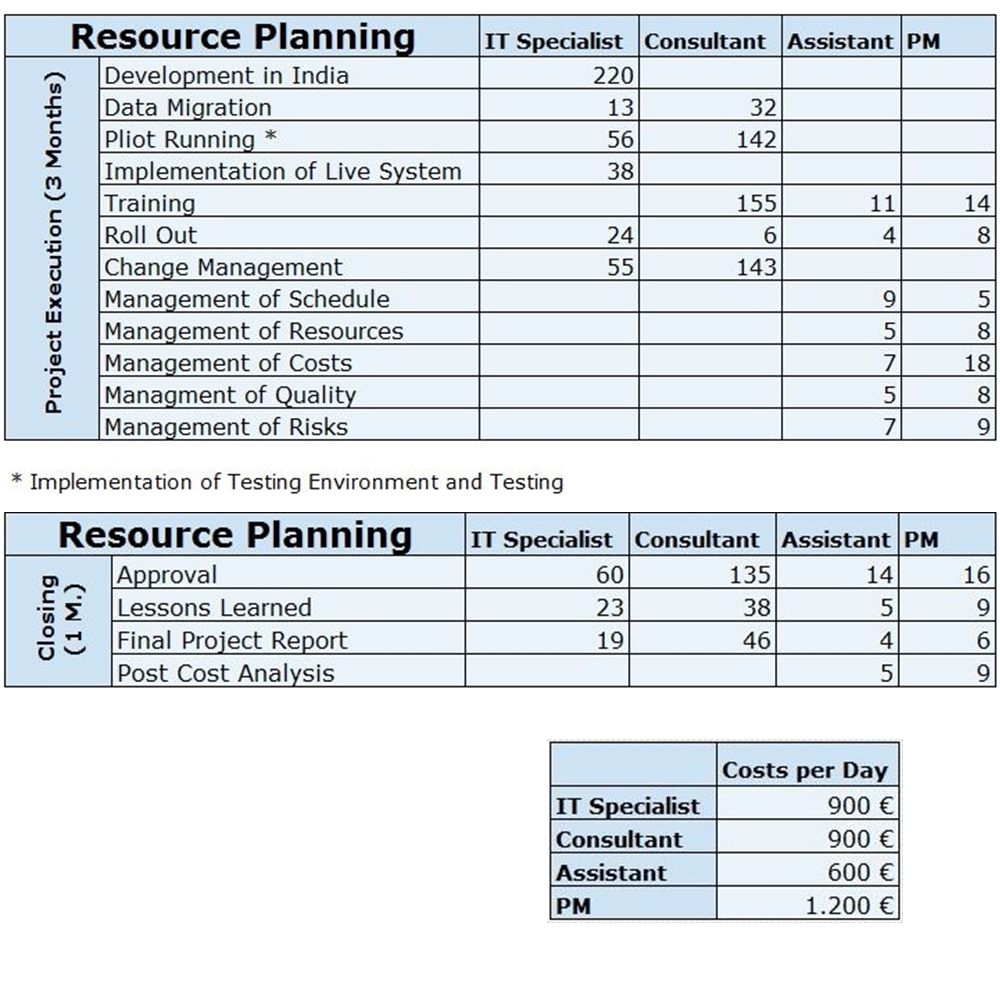 Resource Planning IT Specialist Consultant Assistant PM
Project Execution (3 Months)
Development in India 220
Data Migration 13 32
Pliot Running * 56 142
Implementation of Live System 38
Training 155 11 14
Roll Out 24 6 4 8
Change Management 55 143
Management of Schedule 9 5
Management of Resources 5 8
Management of Costs 7 18
Managment of Quality 5 8
Management of Risks 7 9
* Implementation of Testing Environment and Testing
Resource Planning IT Specialist Consultant Assistant PM
Closing
(1 M.)
Approval 60 135 14 16
Lessons Learned 23 38 5 9
Final Project Report 19 46 4 6
Post Cost Analysis 5 9
Costs per Day
IT Specialist 900 €
Consultant 900 €
Assistant 600 €
PM 1.200 €